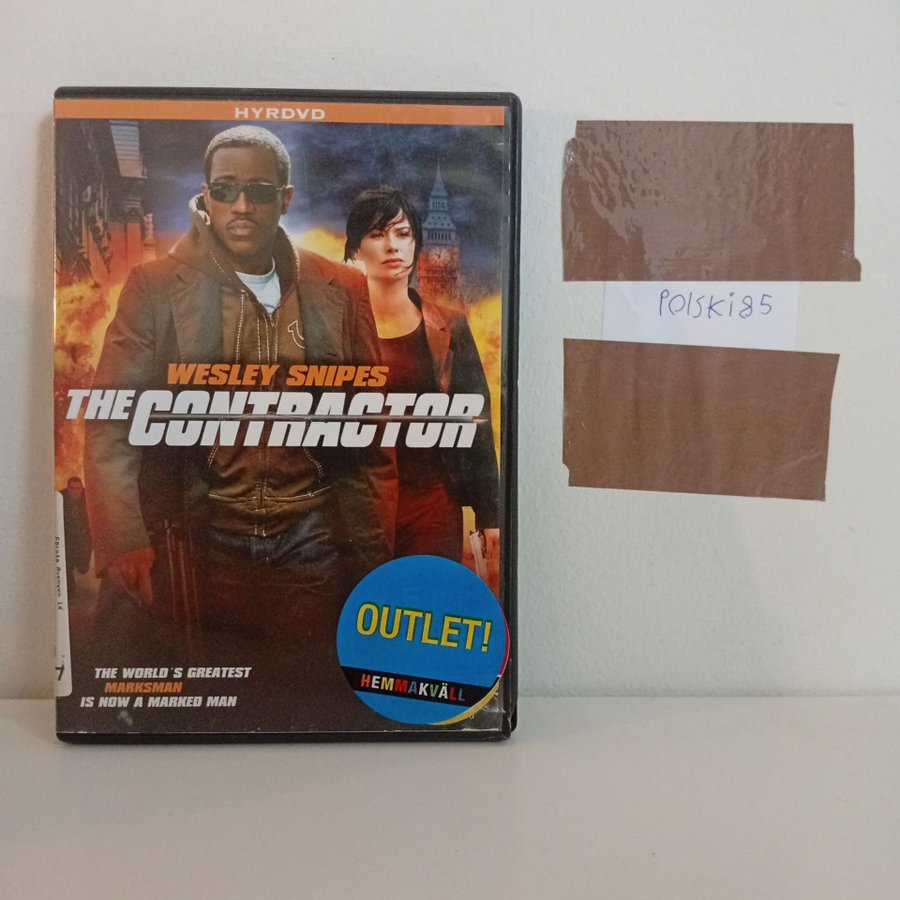 HYRDVD
WESLEY SNIPES
THE CONTRACTOR
OUTLET!
HEMMAKVÄLL
THE WORLD´S GREATEST
MARKSMAN
IS NOW A MARKED MAN
POlSKi85